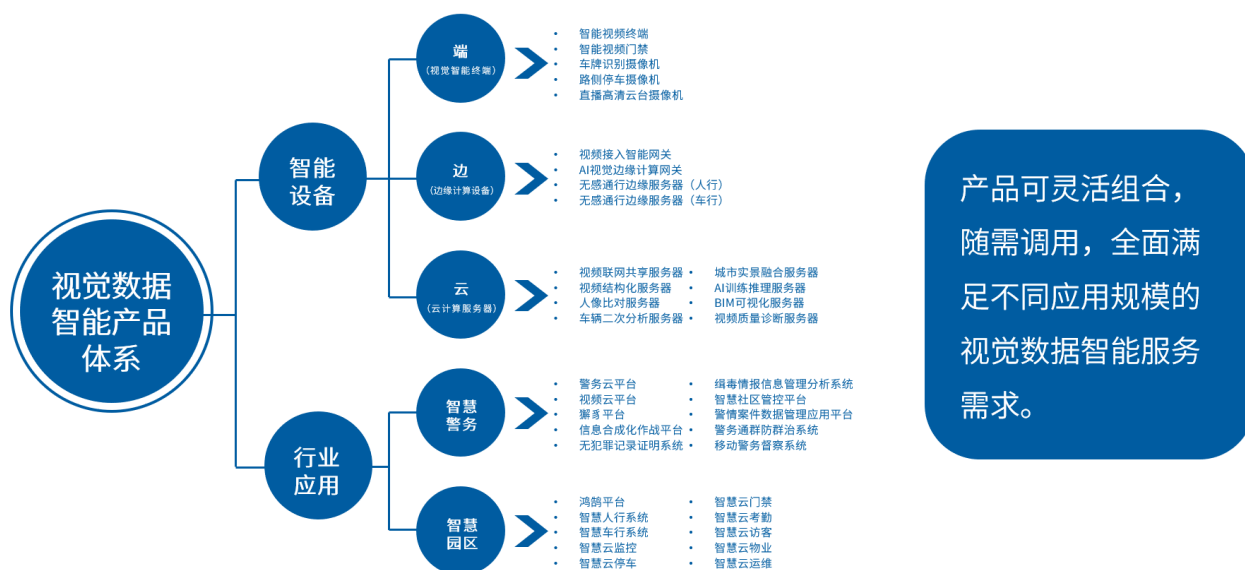 视觉数据
智能产品
体系
智能
设备
行业
应用
端
(视觉智能终端)
• 智能视频终端
• 智能视频门禁
• 车牌识别摄像机
• 路侧停车摄像机
• 直播高清云台摄像机
边
(边缘计算设备)
• 视频接入智能网关
• AI视觉边缘计算网关
• 无感通行边缘服务器（人行）
• 无感通行边缘服务器（车行）
云
(云计算服务器)
• 视频联网共享服务器
• 视频结构化服务器
• 人像比对服务器
• 车辆二次分析服务器
• 城市实景融合服务器
• AI训练推理服务器
• BIM可视化服务器
• 视频质量诊断服务器
智慧
警务
• 警务云平台
• 视频云平台
• 獬豸平台
• 信息合成化作战平台
• 无犯罪记录证明系统
• 缉毒情报信息管理分析系统
• 智慧社区管控平台
• 警情案件数据管理应用平台
• 警务通群防群治系统
• 移动警务督察系统
智慧
园区
• 鸿鹄平台
• 智慧人行系统
• 智慧车行系统
• 智慧云监控
• 智慧云停车
• 智慧云门禁
• 智慧云考勤
• 智慧云访客
• 智慧云物业
• 智慧云运维
产品可灵活组合，
随需调用，全面满
足不同应用规模的
视觉数据智能服务
需求。